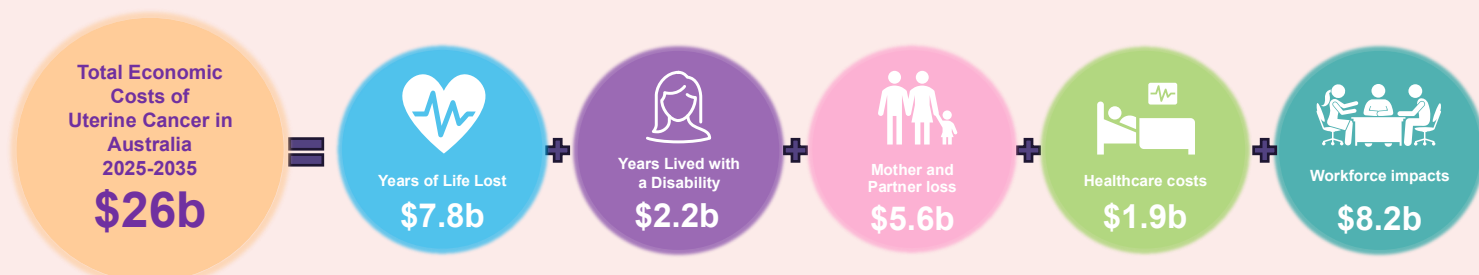 Total Economic
Costs of
Uterine Cancer in
Australia
2025-2035
$26b
=
Years of Life Lost
$7.8b
+
Years Lived with
a Disability
$2.2b
+
Mother and
Partner loss
$5.6b
+
Healthcare costs
$1.9b
+
Workforce impacts
$8.2b